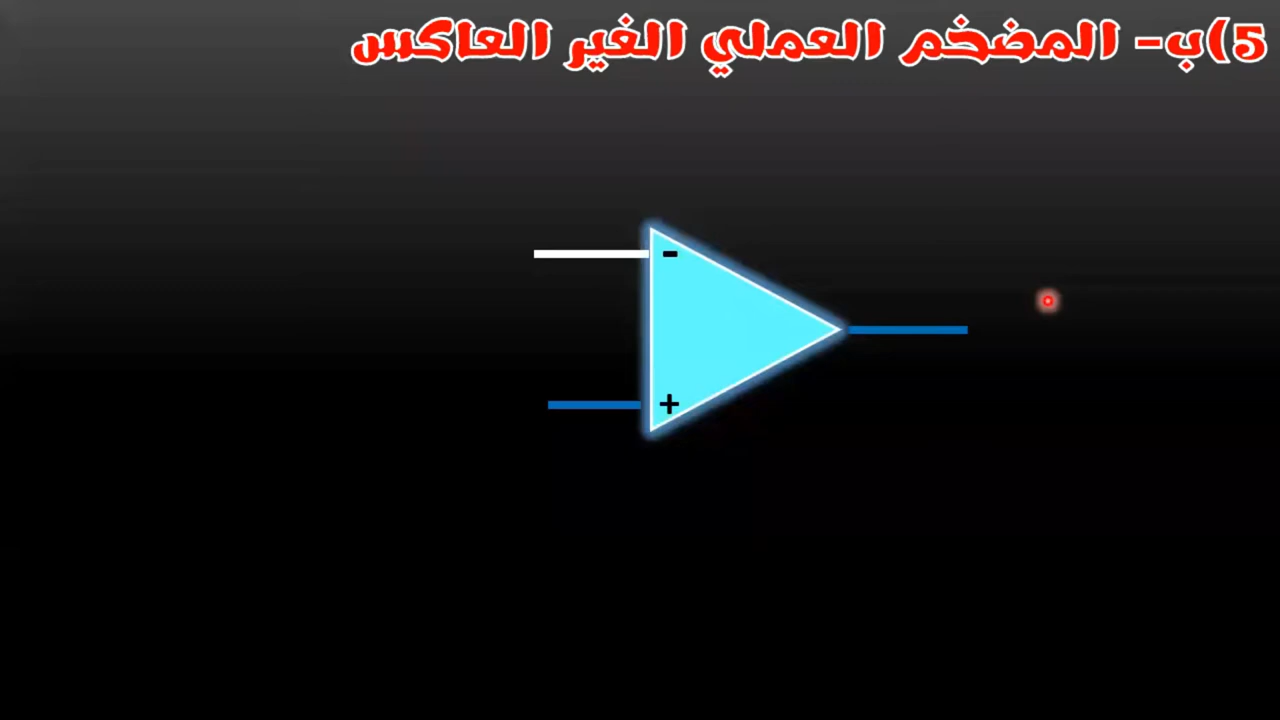 5)ب- المضخم العملي الغير العاكس
-
+